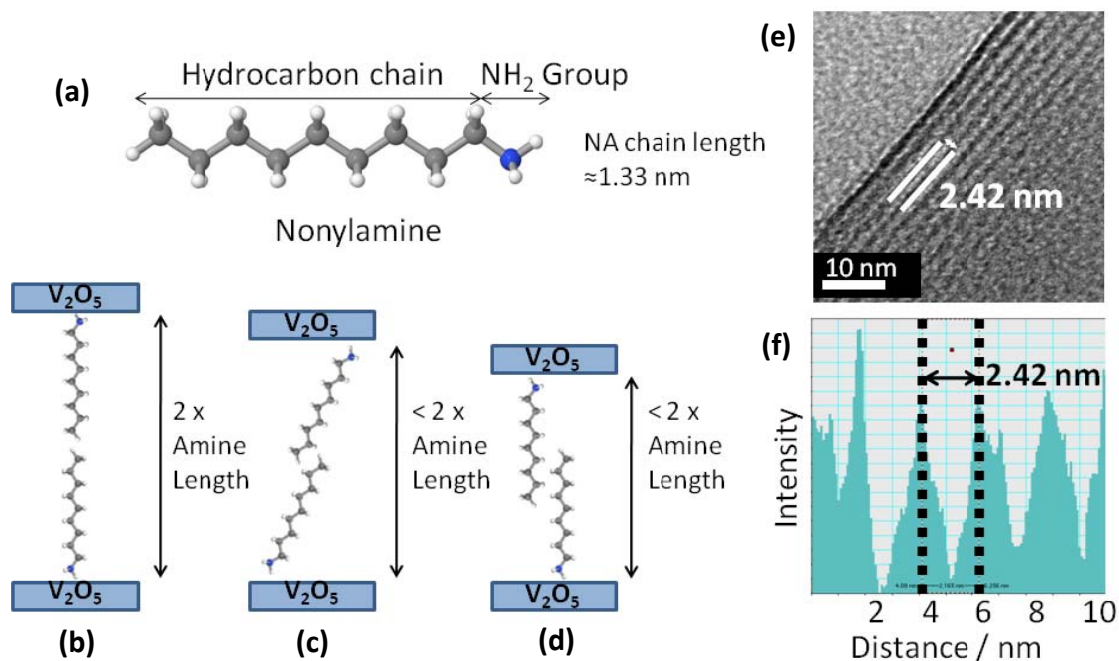 (a)
Hydrocarbon chain
NH₂ Group
NA chain length
≈1.33 nm
Nonylamine
V₂O₅
2 x
Amine
Length
V₂O₅
(b)
V₂O₅
< 2 x
Amine
Length
V₂O₅
(c)
V₂O₅
< 2 x
Amine
Length
V₂O₅
(d)
(e)
2.42 nm
10 nm
(f)
2.42 nm
Intensity
2 4 6 8 10
Distance / nm